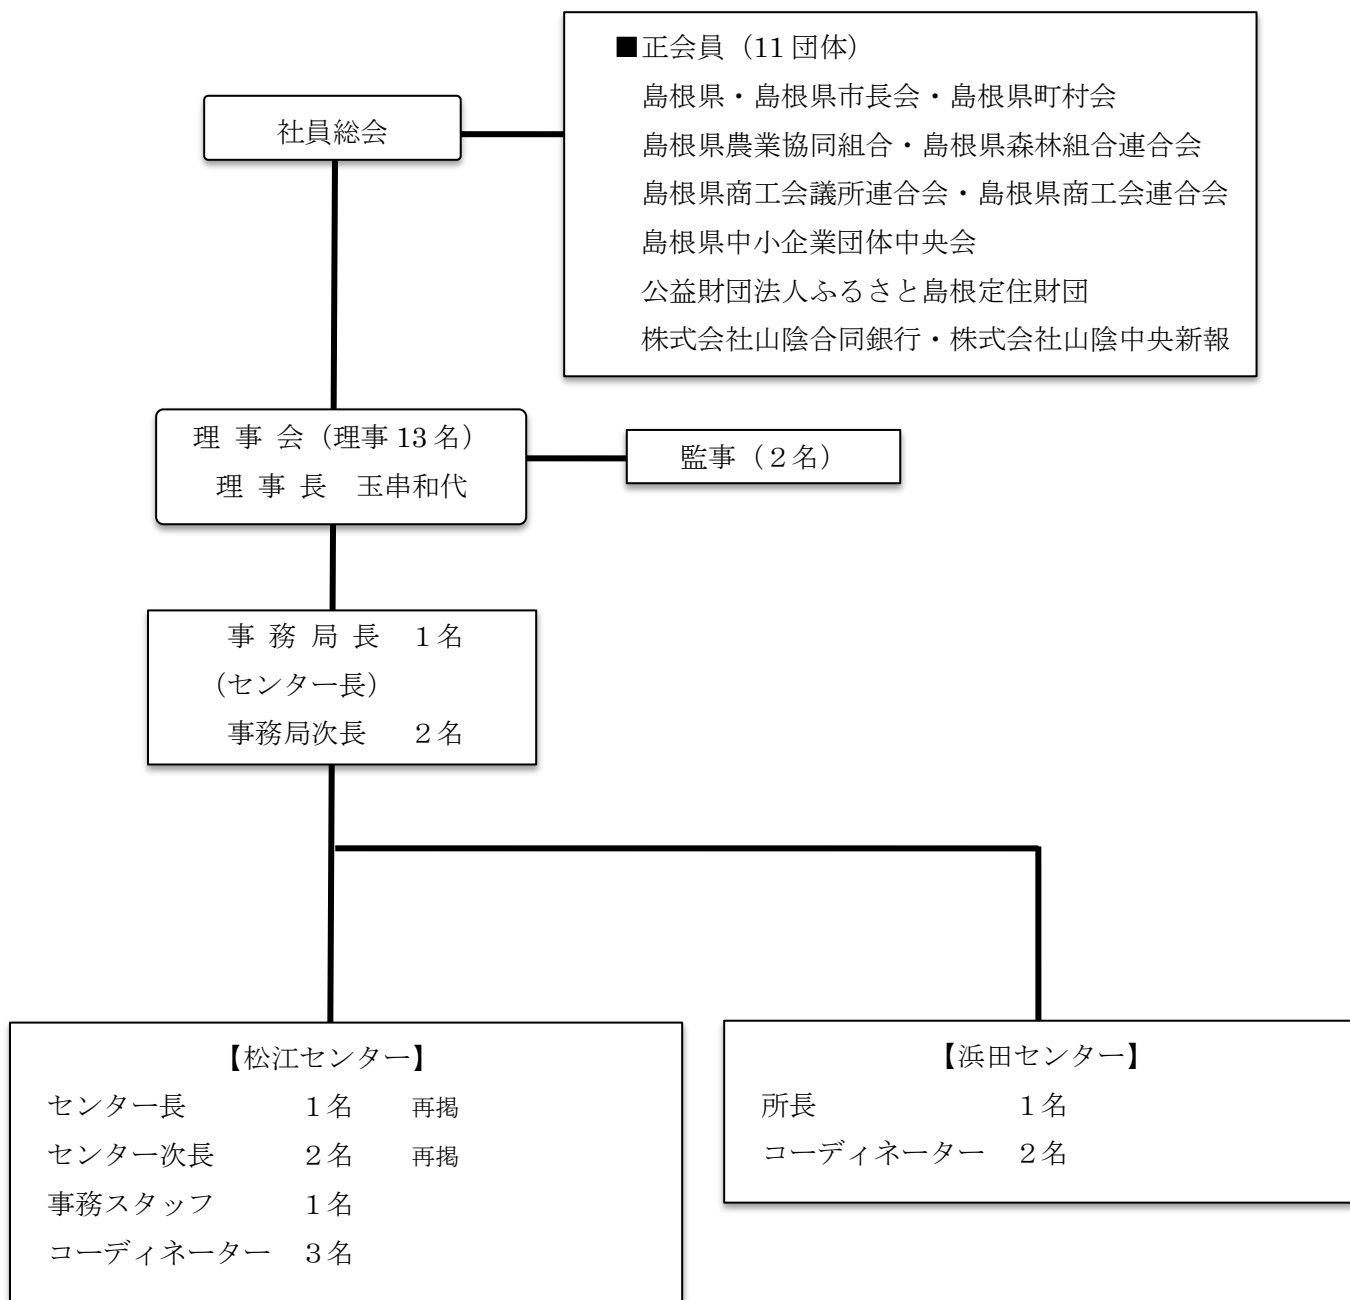 社員総会
■正会員（11 団体）
島根県・島根県市長会・島根県町村会
島根県農業協同組合・島根県森林組合連合会
島根県商工会議所連合会・島根県商工会連合会
島根県中小企業団体中央会
公益財団法人ふるさと島根定住財団
株式会社山陰合同銀行・株式会社山陰中央新報
理 事 会（理事 13 名）
理 事 長　玉串和代
監事（２名）
事 務 局 長　１名
（センター長）
事務局次長　２名
【松江センター】
センター長　１名　再掲
センター次長　２名　再掲
事務スタッフ　１名
コーディネーター　３名
【浜田センター】
所長　１名
コーディネーター　２名